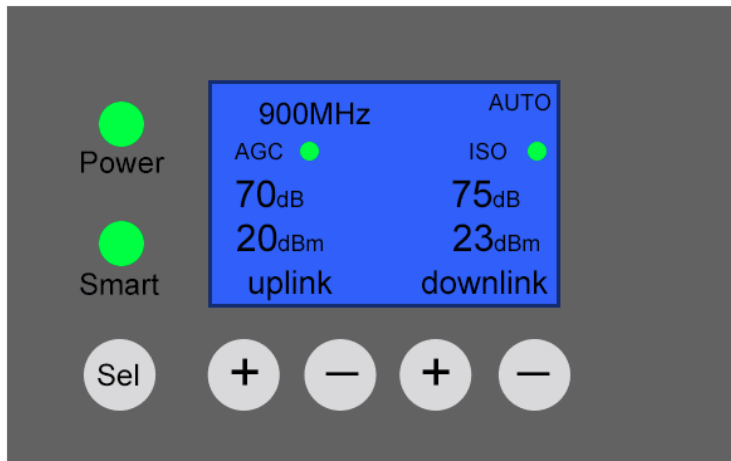 900MHz AUTO
AGC ISO
Power
70dB 75dB
20dBm 23dBm
Smart
uplink downlink
Sel + − + −